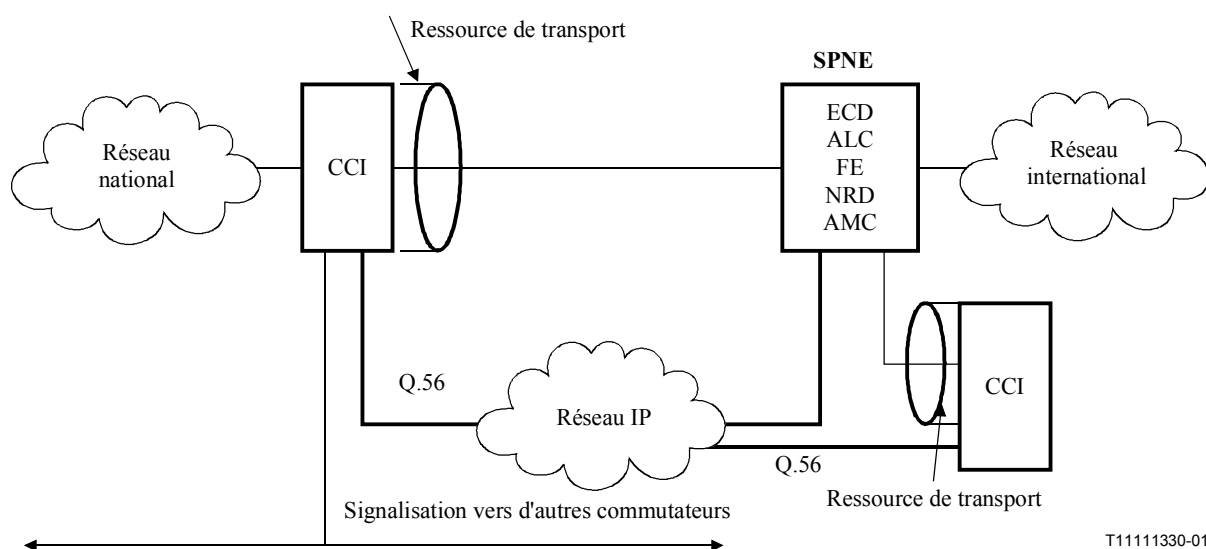 Ressource de transport
SPNE
ECD
ALC
FE
NRD
AMC
Réseau
national
CCI
Réseau
international
Q.56
Réseau IP
CCI
Q.56
Ressource de transport
Signalisation vers d'autres commutateurs
T11111330-01